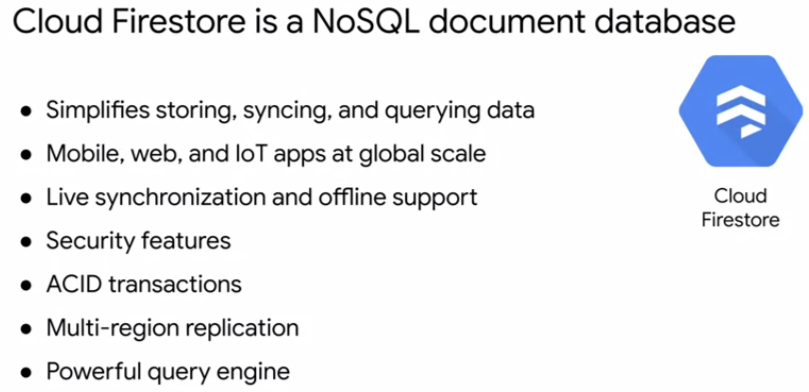 Cloud Firestore is a NoSQL document database
• Simplifies storing, syncing, and querying data
• Mobile, web, and IoT apps at global scale
• Live synchronization and offline support
• Security features
• ACID transactions
• Multi-region replication
• Powerful query engine
Cloud
Firestore